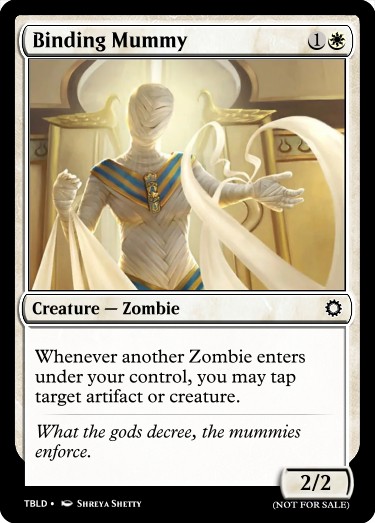 Binding Mummy 1
Creature — Zombie
Whenever another Zombie enters
under your control, you may tap
target artifact or creature.
What the gods decree, the mummies
enforce.
2/2
TBLD • Shreya Shetty
(NOT FOR SALE)